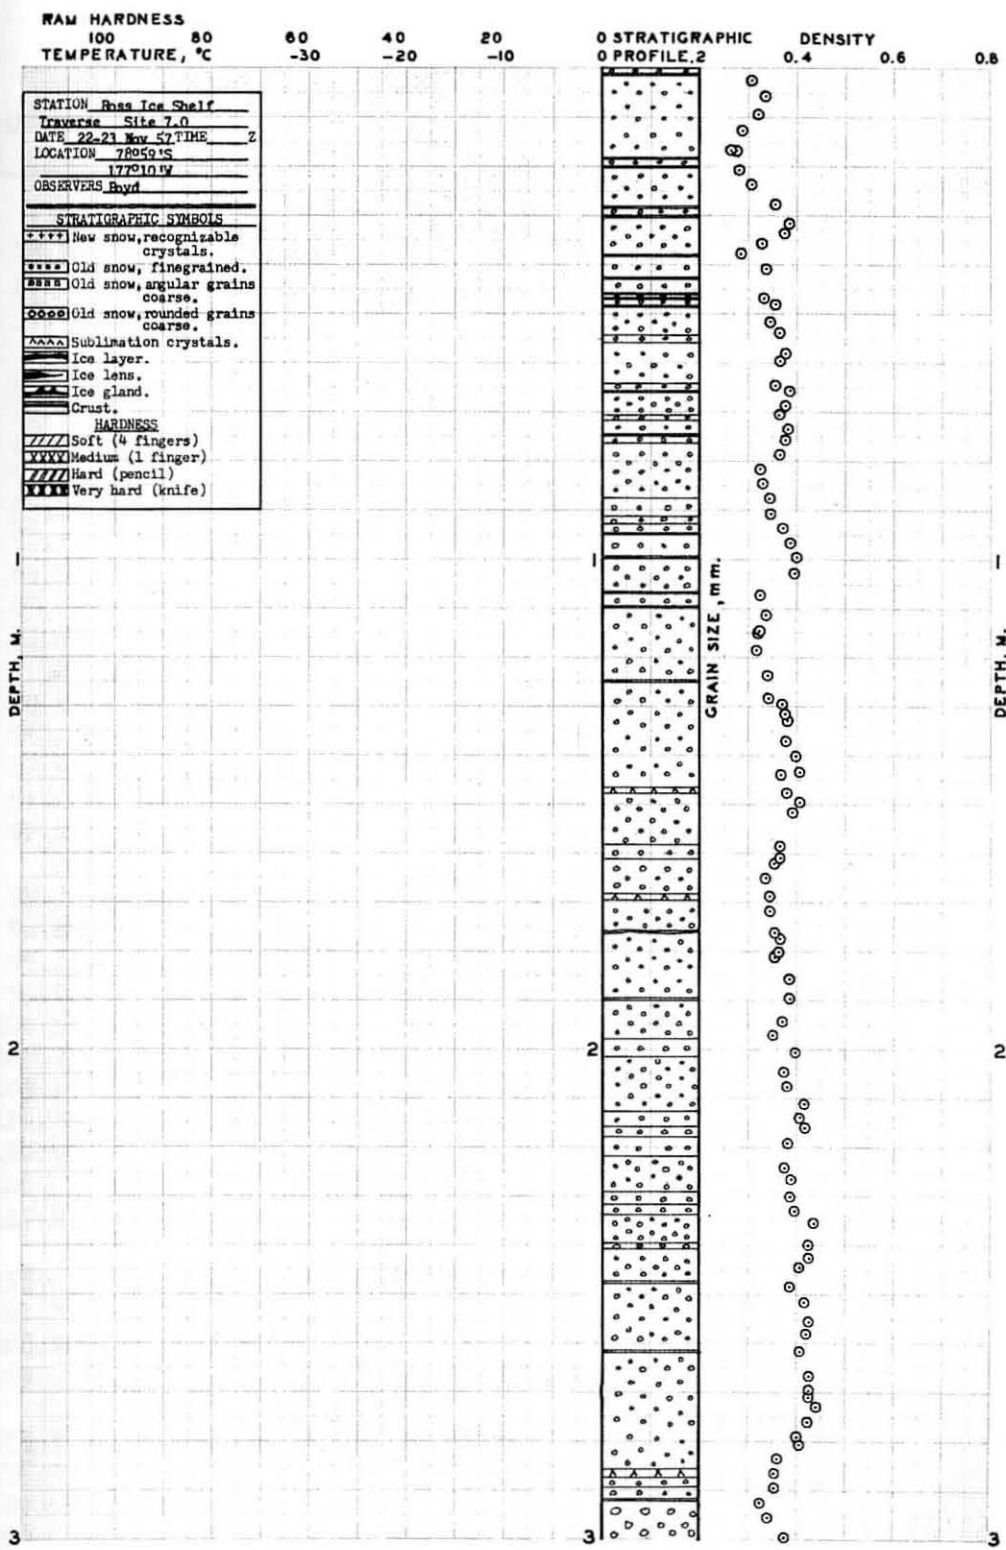 RAM HARDNESS
100 80 60 40 20 0 STRATIGRAPHIC DENSITY
TEMPERATURE, °C -30 -10 0 PROFILE .2 0.4 0.6 0.8
STATION Ross Ice Shelf
Traverse Site 7.0
DATE 22-23 Nov 57 TIME Z
LOCATION 78°59'S
177°10'W
OBSERVERS Boyd
STRATIGRAPHIC SYMBOLS
New snow, recognizable
crystals.
Old snow, finegrained.
Old snow, angular grains
coarse.
Old snow, rounded grains
coarse.
Sublimation crystals.
Ice layer.
Ice lens.
Ice gland.
Crust.
HARDNESS
Soft (4 fingers)
Medium (1 finger)
Hard (pencil)
Very hard (knife)
1 1 1
DEPTH, M.
GRAIN SIZE, mm.
DEPTH, M.
2 2 2
3 3 3